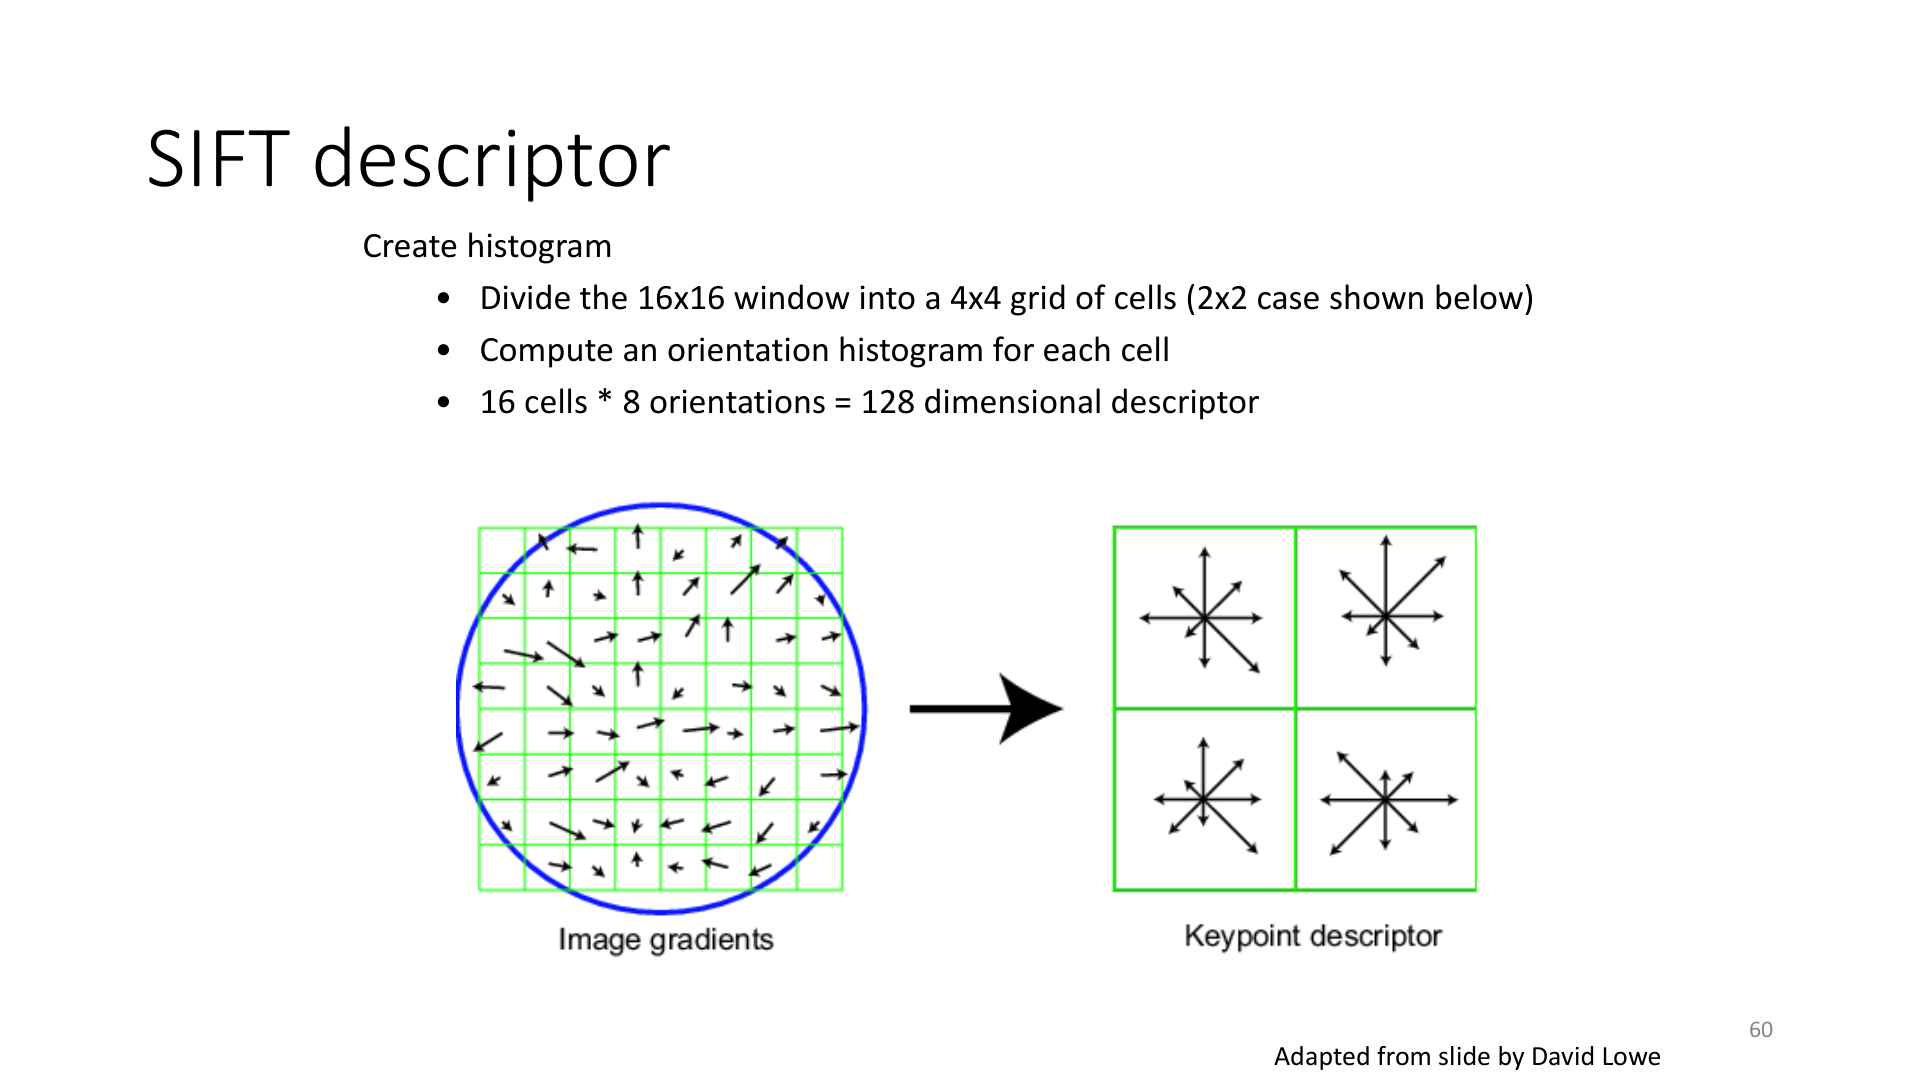 SIFT descriptor
Create histogram
• Divide the 16x16 window into a 4x4 grid of cells (2x2 case shown below)
• Compute an orientation histogram for each cell
• 16 cells * 8 orientations = 128 dimensional descriptor
Image gradients
Keypoint descriptor
60
Adapted from slide by David Lowe